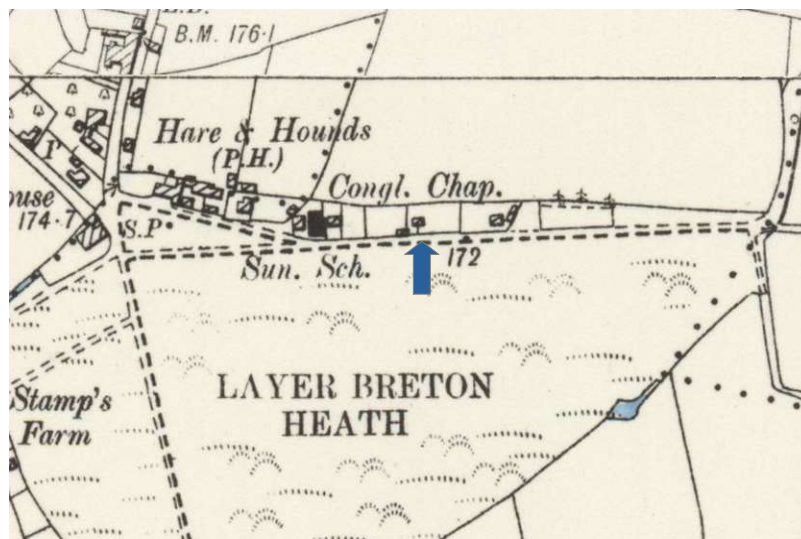 B.M. 176·1
Hare & Hounds
(P.H.)
Congl. Chap.
ouse
174·7
S.P
Sun. Sch.
172
LAYER BRETON
HEATH
Stamp's
Farm